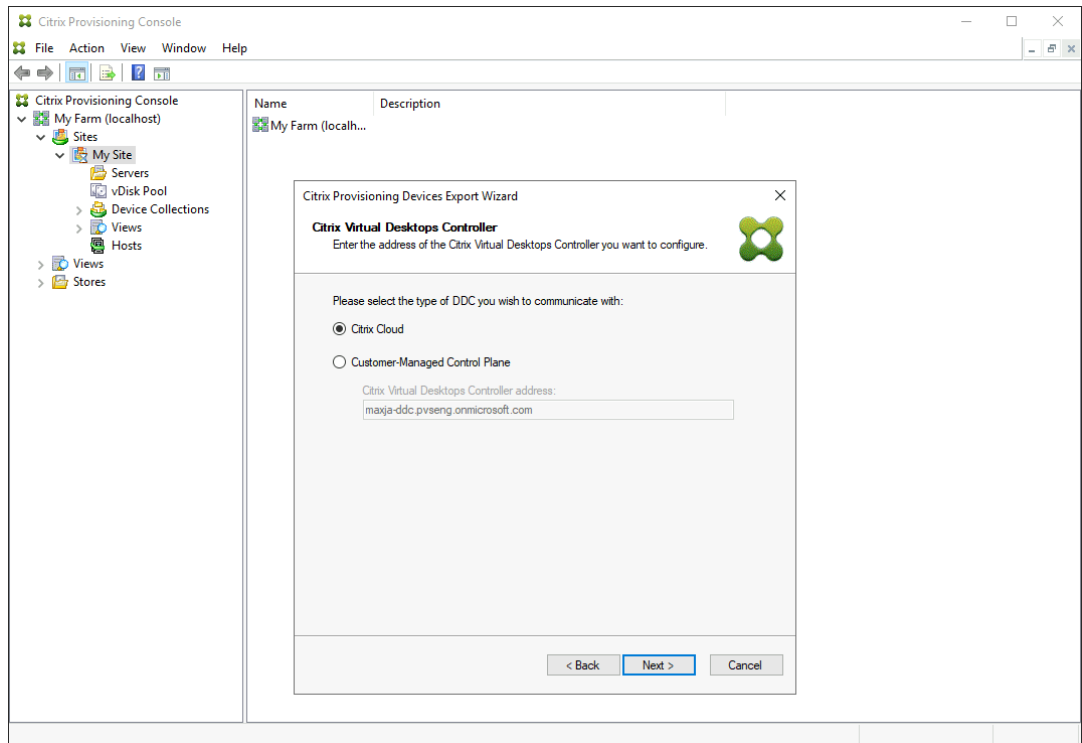 Citrix Provisioning Console
File Action View Window Help
Citrix Provisioning Console
My Farm (localhost)
Sites
My Site
Servers
vDisk Pool
Device Collections
Views
Hosts
Views
Stores
Name Description
My Farm (localh...
Citrix Provisioning Devices Export Wizard
Citrix Virtual Desktops Controller
Enter the address of the Citrix Virtual Desktops Controller you want to configure.
Please select the type of DDC you wish to communicate with:
Citrix Cloud
Customer-Managed Control Plane
Citrix Virtual Desktops Controller address:
maxja-ddc.pvseng.onmicrosoft.com
< Back Next > Cancel